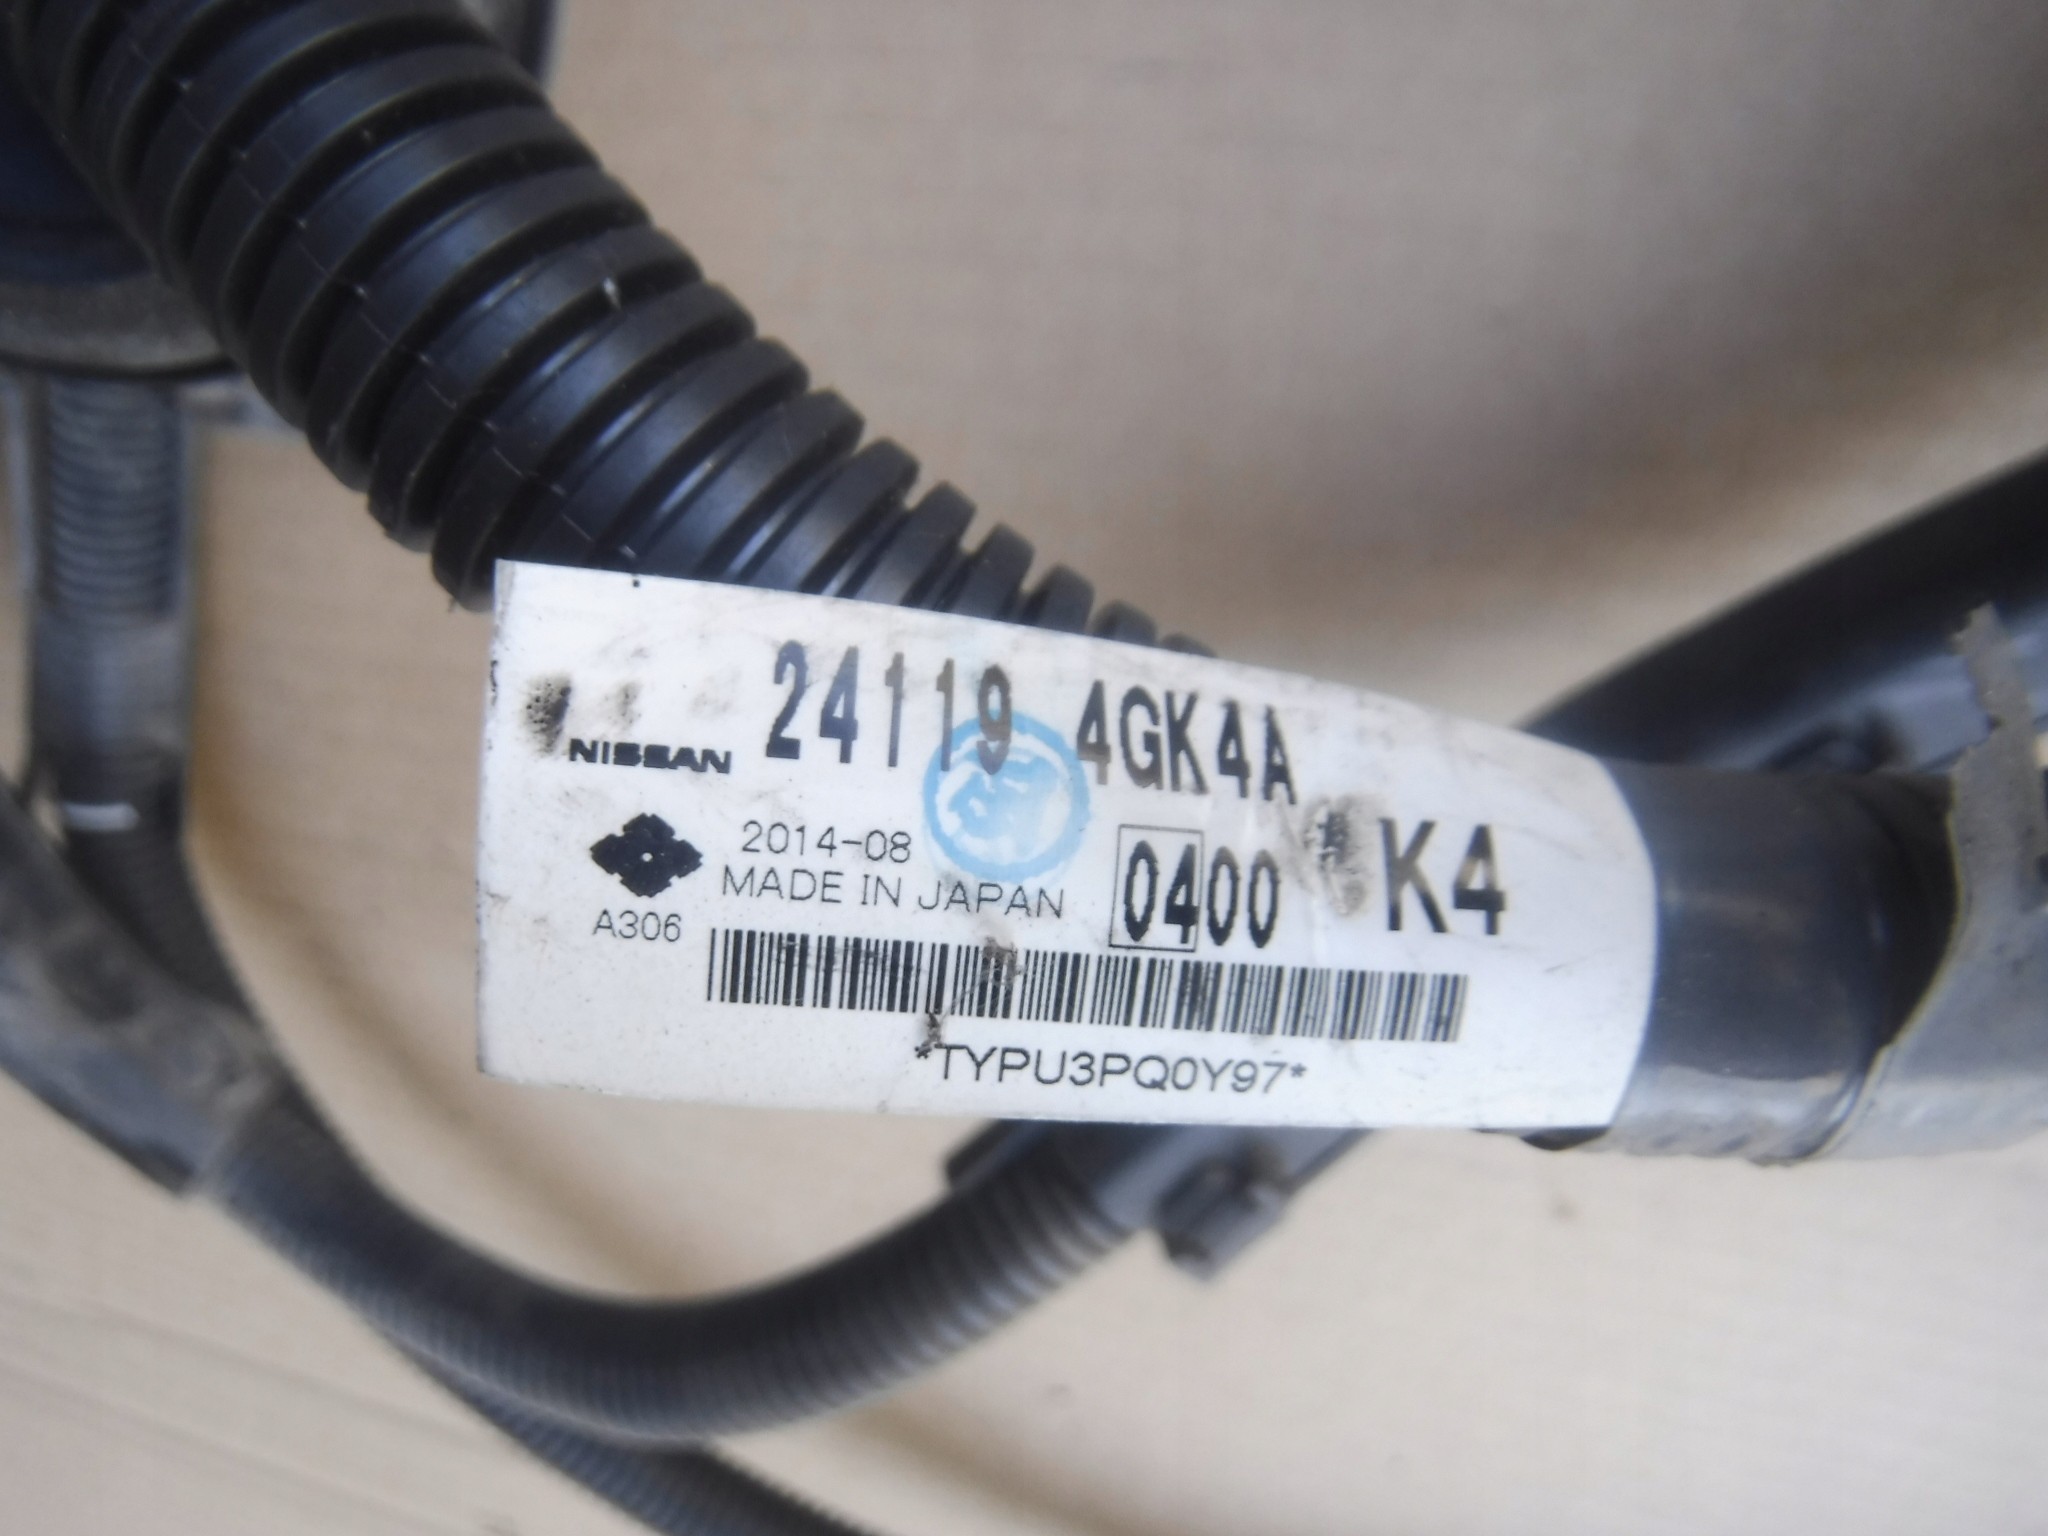 NISSAN 24119 4GK4A
2014-08
MADE IN JAPAN 0400 K4
A306
*TYPU3PQ0Y97*